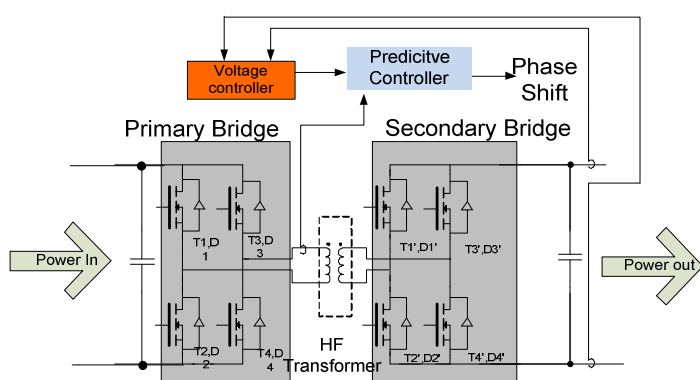 Voltage
controller
Predicitve
Controller
Phase
Shift
Primary Bridge
Secondary Bridge
T1,D
1
T3,D
3
T1',D1'
T3',D3'
Power In
Power out
T2,D
2
T4,D
4
HF
Transformer
T2',D2'
T4',D4'